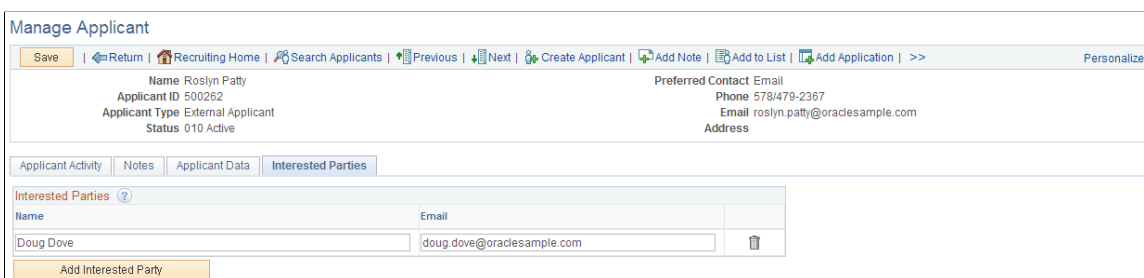 Manage Applicant
Save | Return | Recruiting Home | Search Applicants | Previous | Next | Create Applicant | Add Note | Add to List | Add Application | >> Personalize
Name Roslyn Patty Preferred Contact Email
Applicant ID 500262 Phone 578/479-2367
Applicant Type External Applicant Email roslyn.patty@oraclesample.com
Status 010 Active Address
Applicant Activity Notes Applicant Data Interested Parties
Interested Parties ?
Name Email
Doug Dove doug.dove@oraclesample.com
Add Interested Party